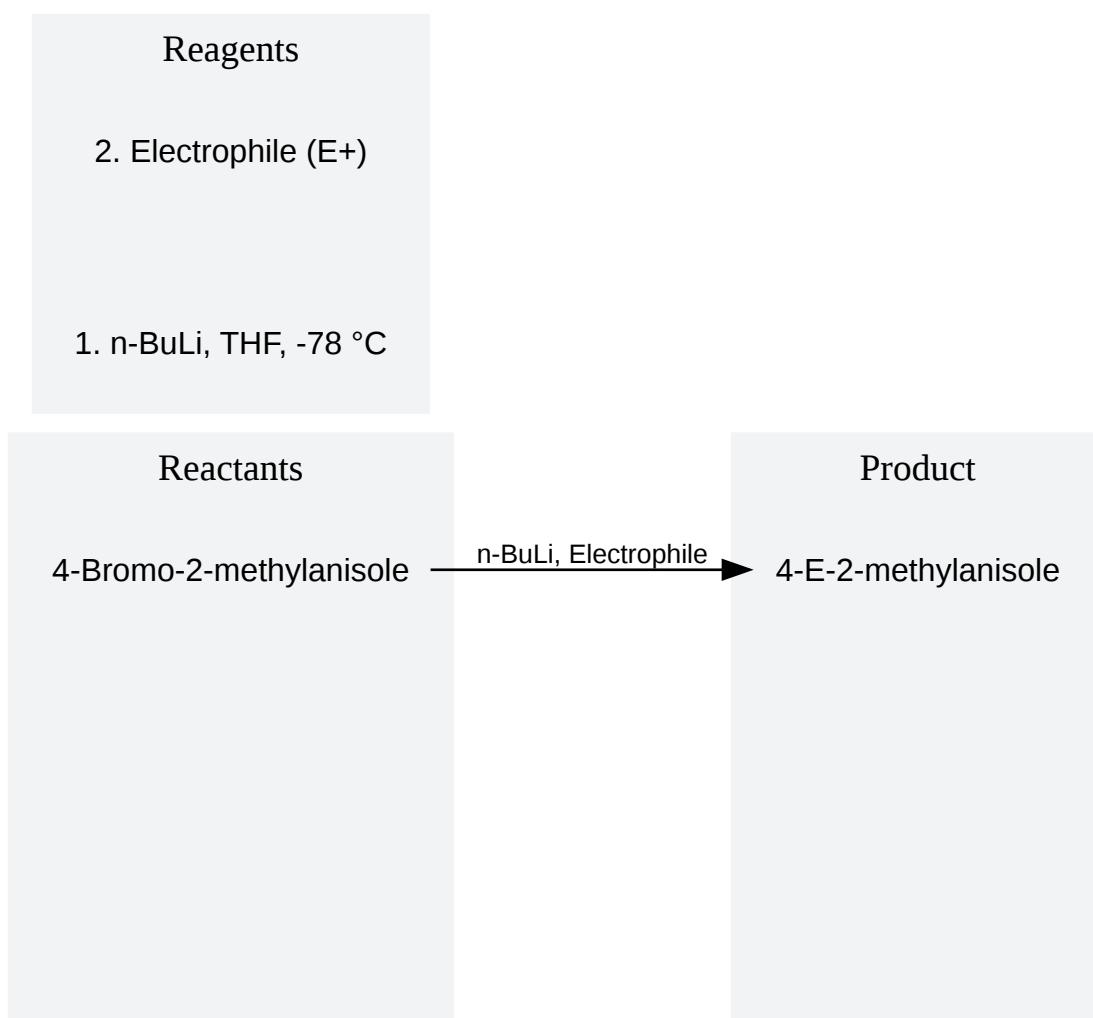 Reagents
2. Electrophile (E+)
1. n-BuLi, THF, -78 °C
Reactants
Product
4-Bromo-2-methylanisole
n-BuLi, Electrophile
4-E-2-methylanisole